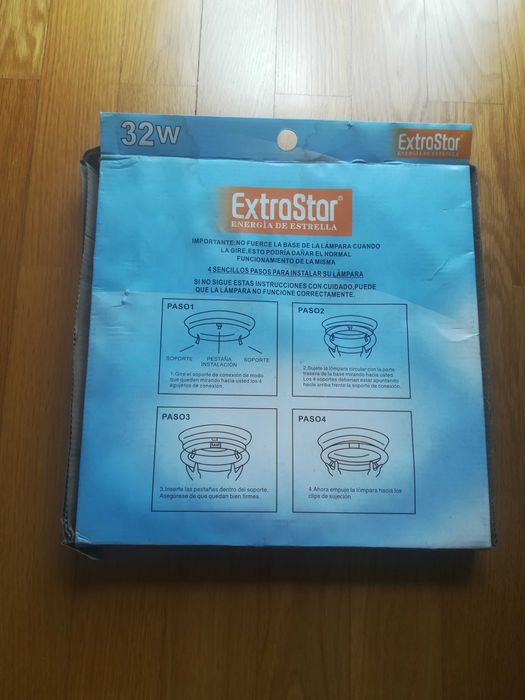 32W
ExtraStar
ENERGÍA DE ESTRELLA
ExtraStar®
ENERGÍA DE ESTRELLA
IMPORTANTE:NO FUERCE LA BASE DE LA LÁMPARA CUANDO
LA GIRE,ESTO PODRÍA DAÑAR EL NORMAL
FUNCIONAMIENTO DE LA MISMA
4 SENCILLOS PASOS PARA INSTALAR SU LÁMPARA
SI NO SIGUE ESTAS INSTRUCCIONES CON CUIDADO,PUEDE
QUE LA LÁMPARA NO FUNCIONE CORRECTAMENTE.
PASO1
SOPORTE PESTAÑA SOPORTE
INSTALACIÓN
1.Gire el soporte de conexión de modo
que queden mirando hacia usted los 4
agujeros de conexión.
PASO2
2.Sujete la lómpara circular con la parte
trasera de la base mirando hacia usted
Los 4 soportes deberían estar apuntando
hacia arriba frente la soporte de conexión.
PASO3
3.Inserte las pestañas dentro del soporte.
Asegúrese de que quedan bien firmes.
PASO4
4.Ahora empuje la lómpara hacia los
clips de sujeción.